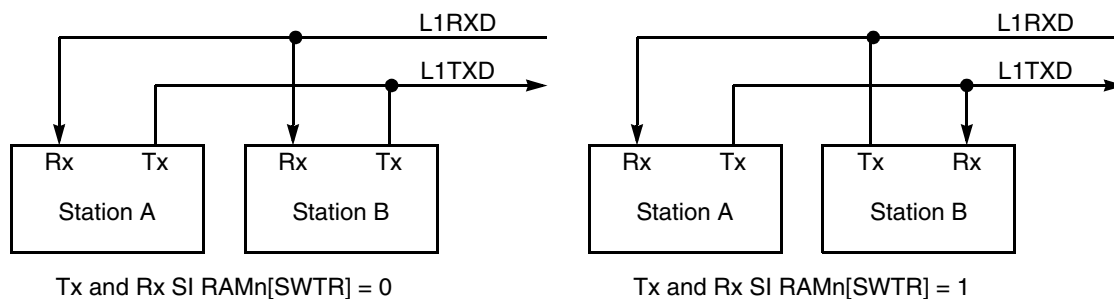 L1RXD L1RXD
L1TXD L1TXD
Rx Tx Rx Tx Rx Tx Tx Rx
Station A Station B Station A Station B
Tx and Rx SI RAMn[SWTR] = 0 Tx and Rx SI RAMn[SWTR] = 1